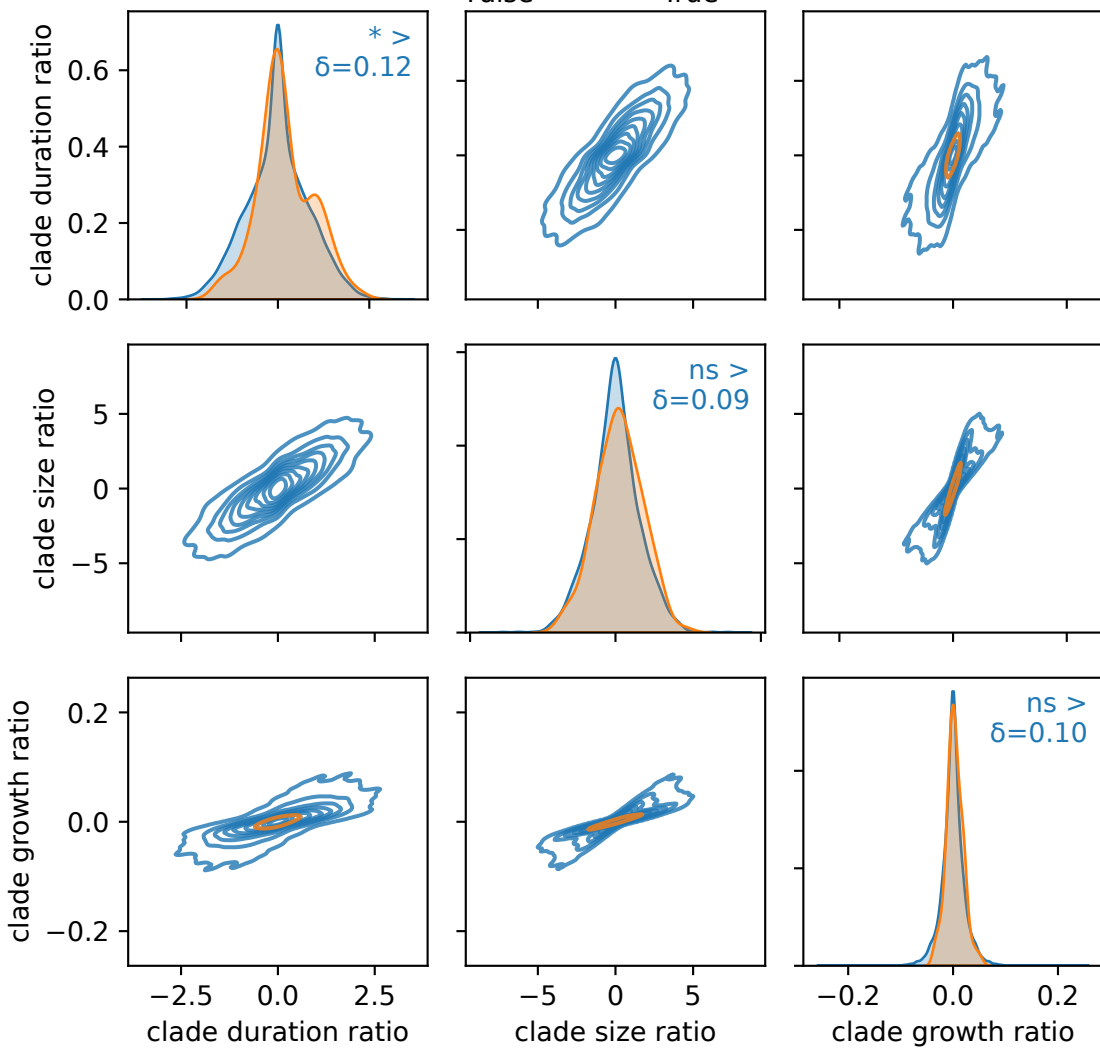 clade duration ratio
0.6
0.4
0.2
0.0
* >
δ=0.12
clade size ratio
5
0
−5
ns >
δ=0.09
clade growth ratio
0.2
0.0
−0.2
ns >
δ=0.10
−2.5 0.0 2.5
−5 0 5
−0.2 0.0 0.2
clade duration ratio
clade size ratio
clade growth ratio